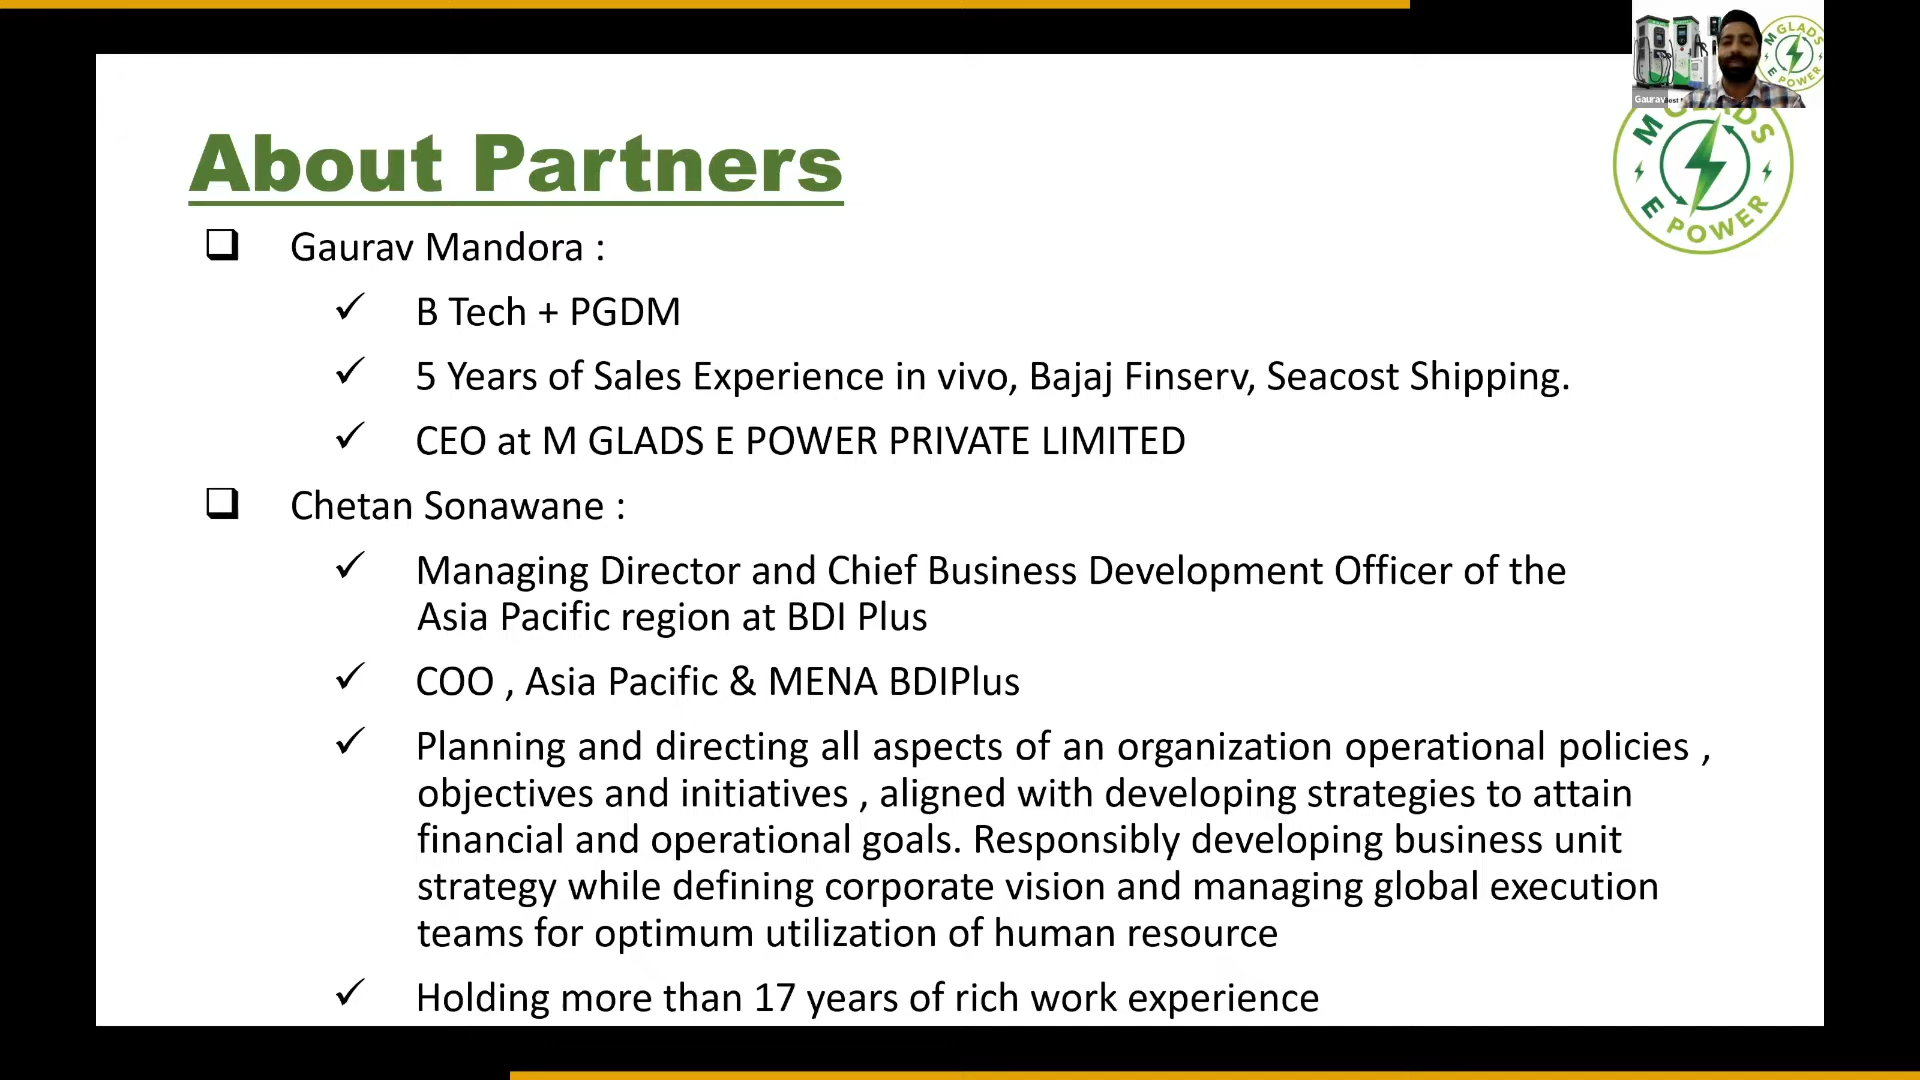 About Partners
Gaurav Mandora :
B Tech + PGDM
5 Years of Sales Experience in vivo, Bajaj Finserv, Seacost Shipping.
CEO at M GLADS E POWER PRIVATE LIMITED
Chetan Sonawane :
Managing Director and Chief Business Development Officer of the
Asia Pacific region at BDI Plus
COO , Asia Pacific & MENA BDIPlus
Planning and directing all aspects of an organization operational policies ,
objectives and initiatives , aligned with developing strategies to attain
financial and operational goals. Responsibly developing business unit
strategy while defining corporate vision and managing global execution
teams for optimum utilization of human resource
Holding more than 17 years of rich work experience
M GLADS
E POWER
Gaurav
M GLADS
E POWER